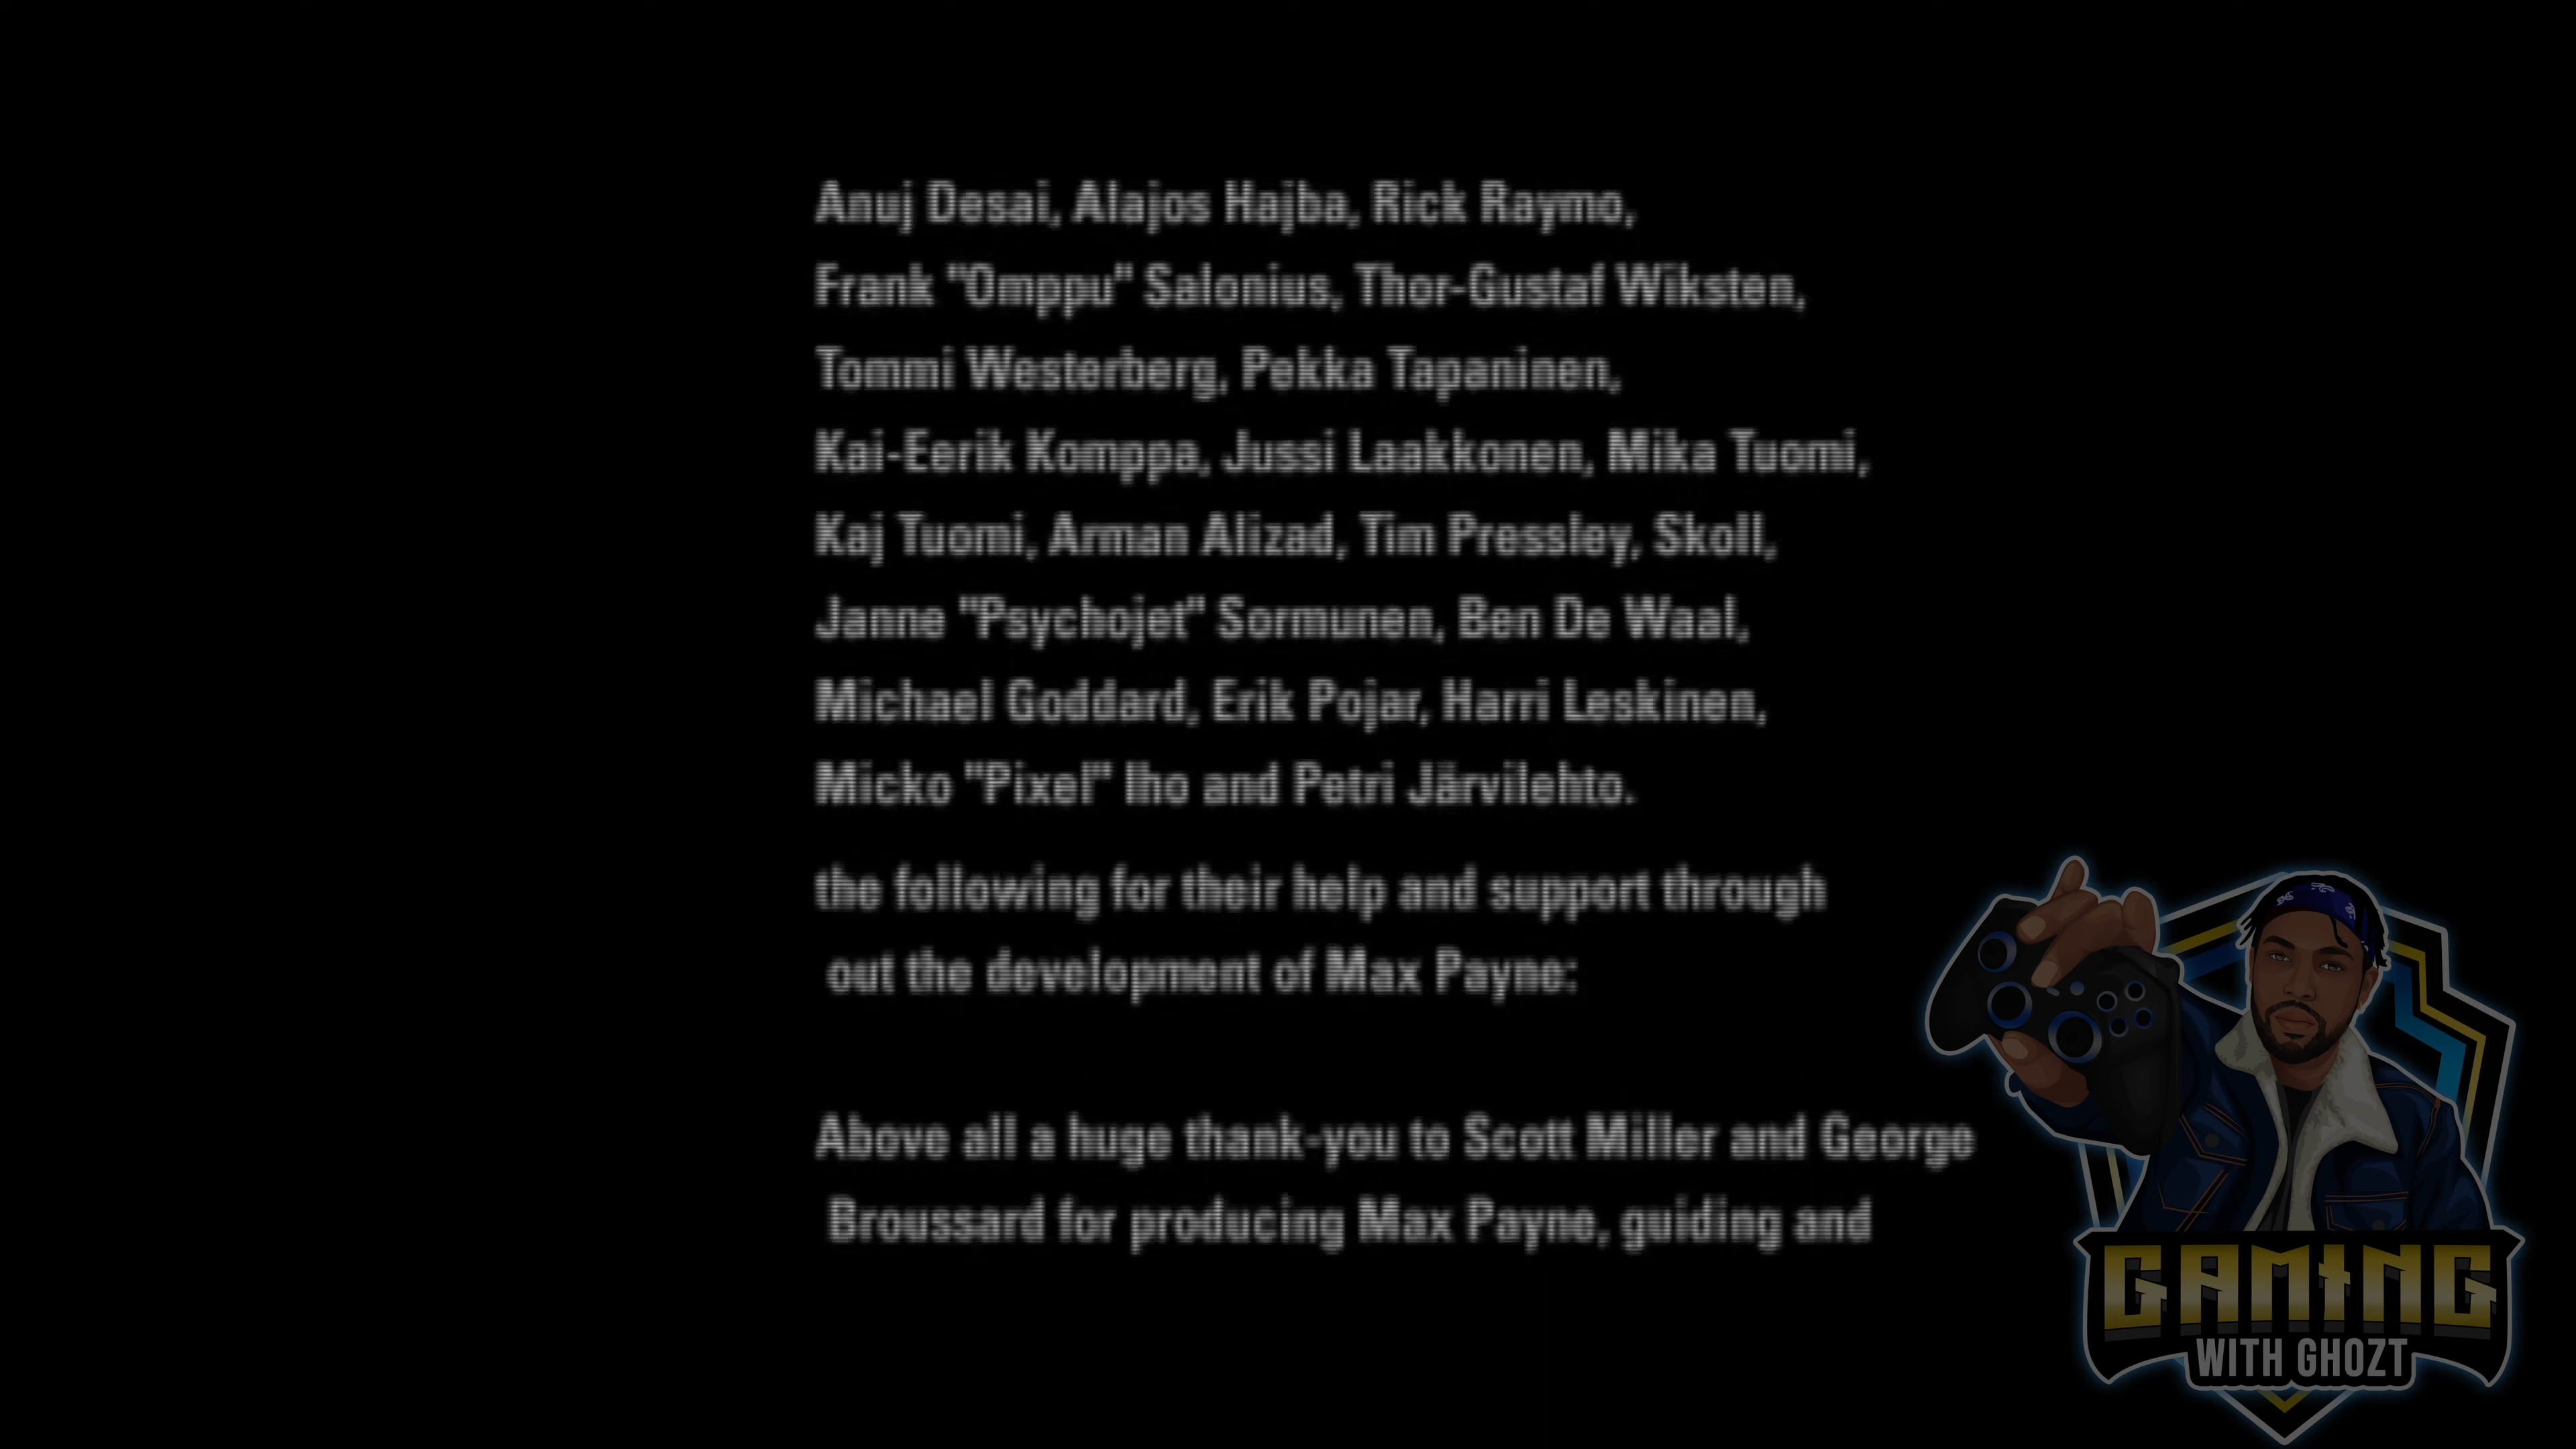 Anuj Desai, Alajos Hajba, Rick Raymo,
Frank "Omppu" Salonius, Thor-Gustaf Wiksten,
Tommi Westerberg, Pekka Tapaninen,
Kai-Eerik Komppa, Jussi Laakkonen, Mika Tuomi,
Kaj Tuomi, Arman Alizad, Tim Pressley, Skoll,
Janne "Psychojet" Sormunen, Ben De Waal,
Michael Goddard, Erik Pojar, Harri Leskinen,
Micko "Pixel" Iho and Petri Järvilehto.
the following for their help and support through
out the development of Max Payne:
Above all a huge thank-you to Scott Miller and George
Broussard for producing Max Payne, guiding and
GAMING
WITH GHOZT